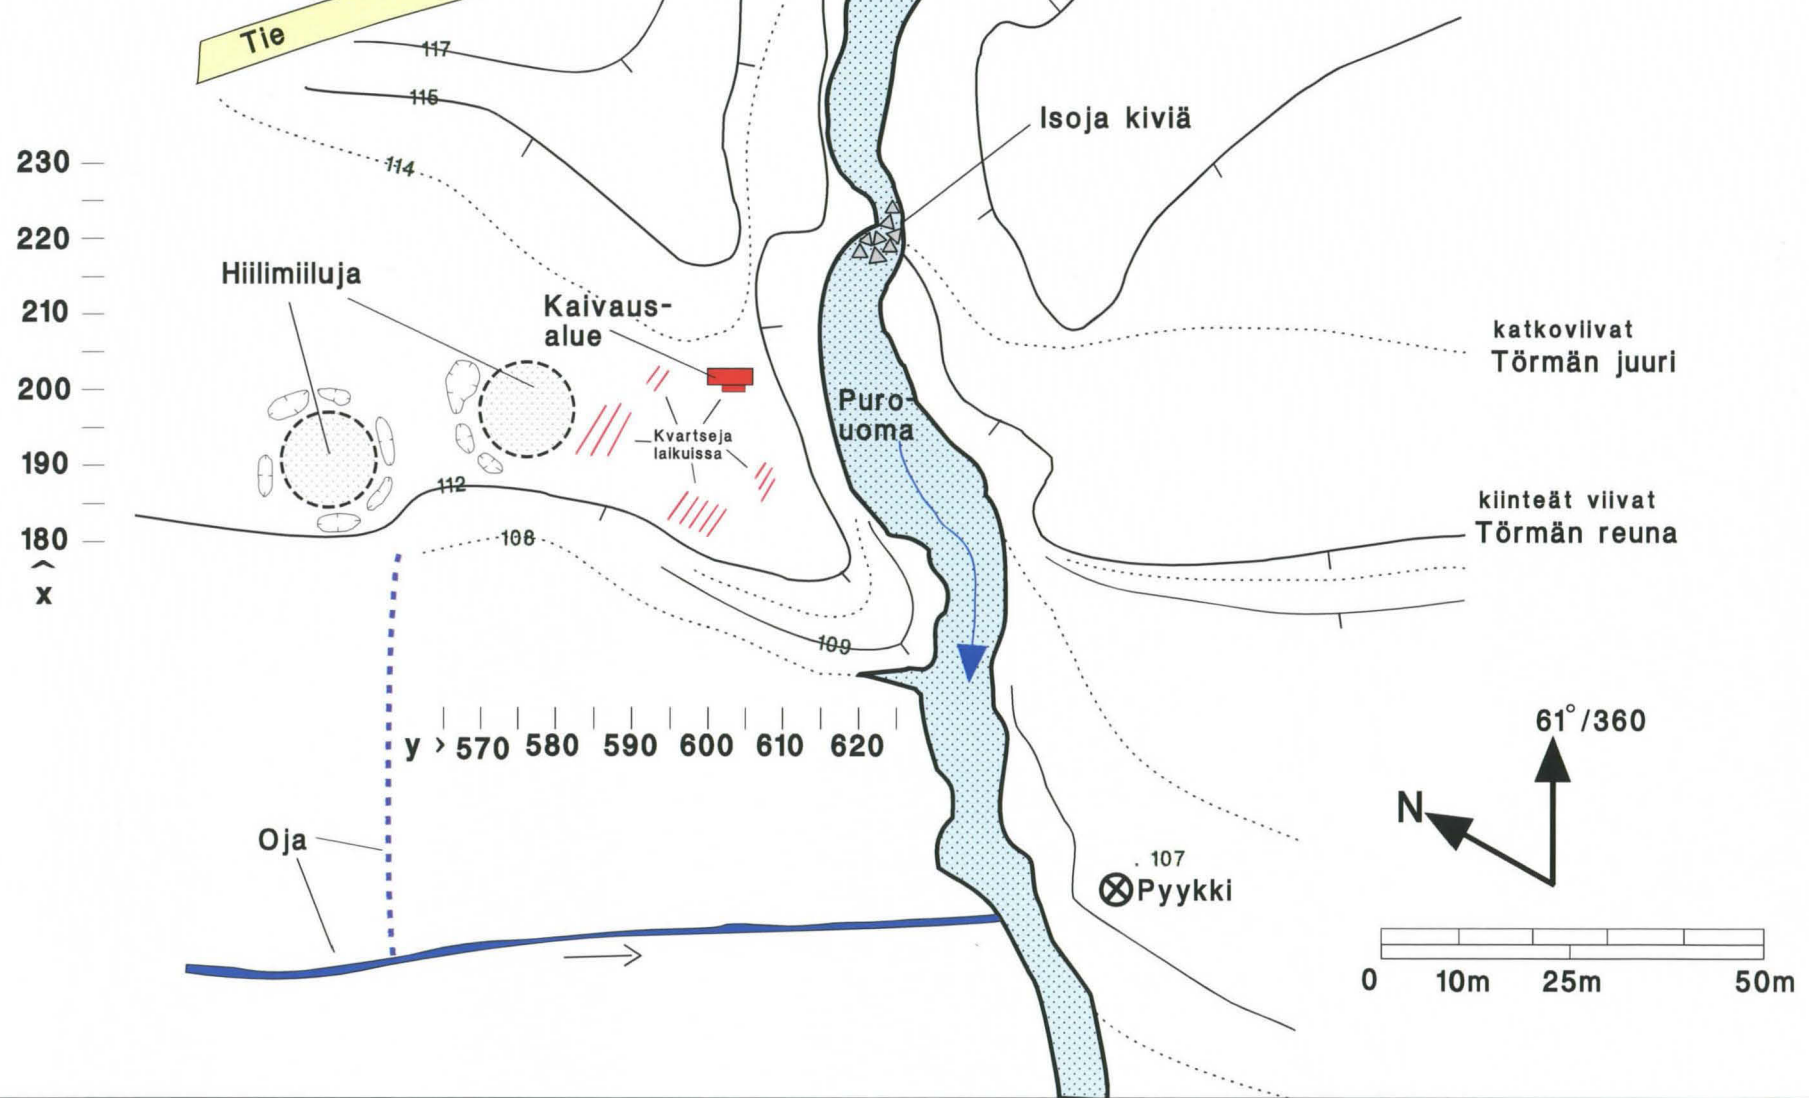 Tie
117
115
Isoja kiviä
230
114
220
Hiilimiiluja
210
Kaivaus-
alue
katkoviivat
Törmän juuri
200
Puro-
uoma
Kvartseja
laikuissa
190
112
kiinteät viivat
Törmän reuna
180
108
^
x
109
y > 570 580 590 600 610 620
61°/360
N
Oja
. 107
Pyykki
0 10m 25m 50m